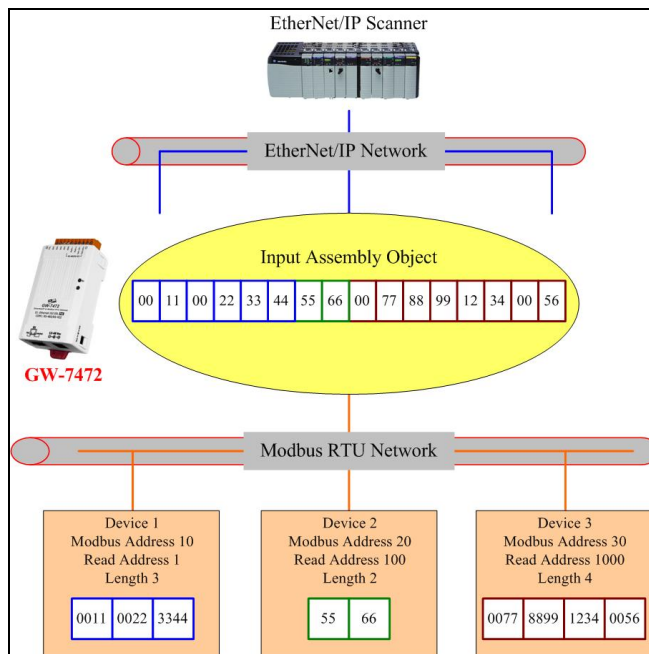 EtherNet/IP Scanner
EtherNet/IP Network
Input Assembly Object
00 11 00 22 33 44 55 66 00 77 88 99 12 34 00 56
GW-7472
GW-7472
Modbus RTU Network
Device 1
Modbus Address 10
Read Address 1
Length 3
0011 0022 3344
Device 2
Modbus Address 20
Read Address 100
Length 2
55 66
Device 3
Modbus Address 30
Read Address 1000
Length 4
0077 8899 1234 0056